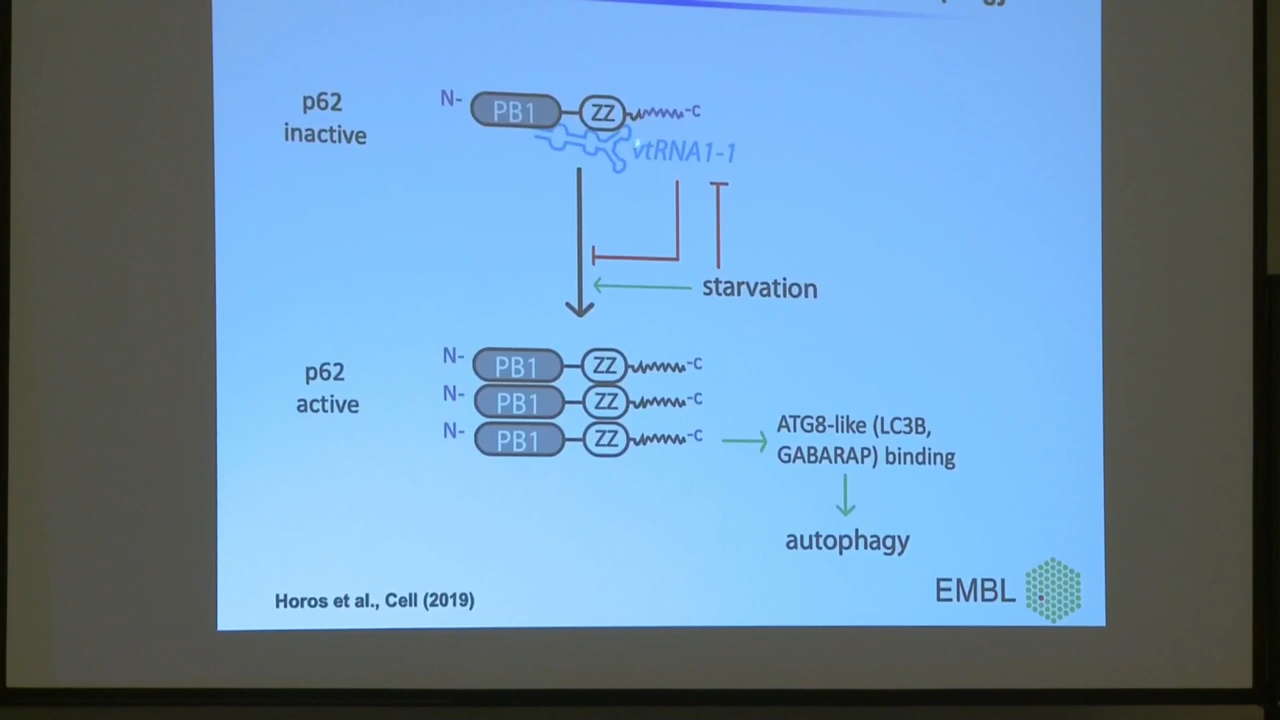 p62
inactive
N- PB1 ZZ -C
vtRNA1-1
starvation
p62
active
N- PB1 ZZ -C
N- PB1 ZZ -C
N- PB1 ZZ -C
ATG8-like (LC3B,
GABARAP) binding
autophagy
Horos et al., Cell (2019)
EMBL